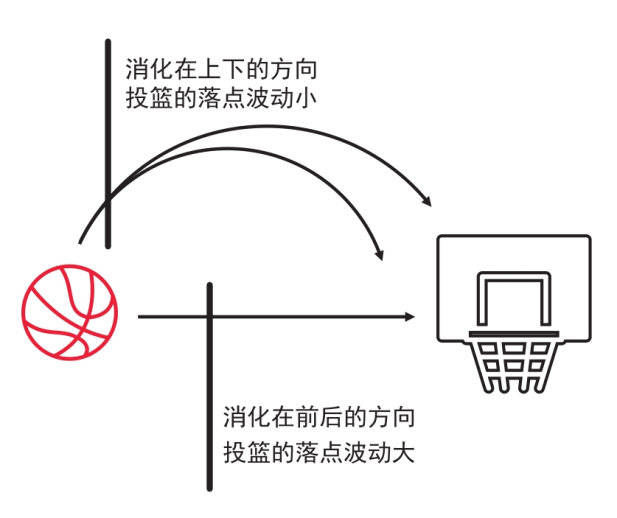 消化在上下的方向
投篮的落点波动小
消化在前后的方向
投篮的落点波动大